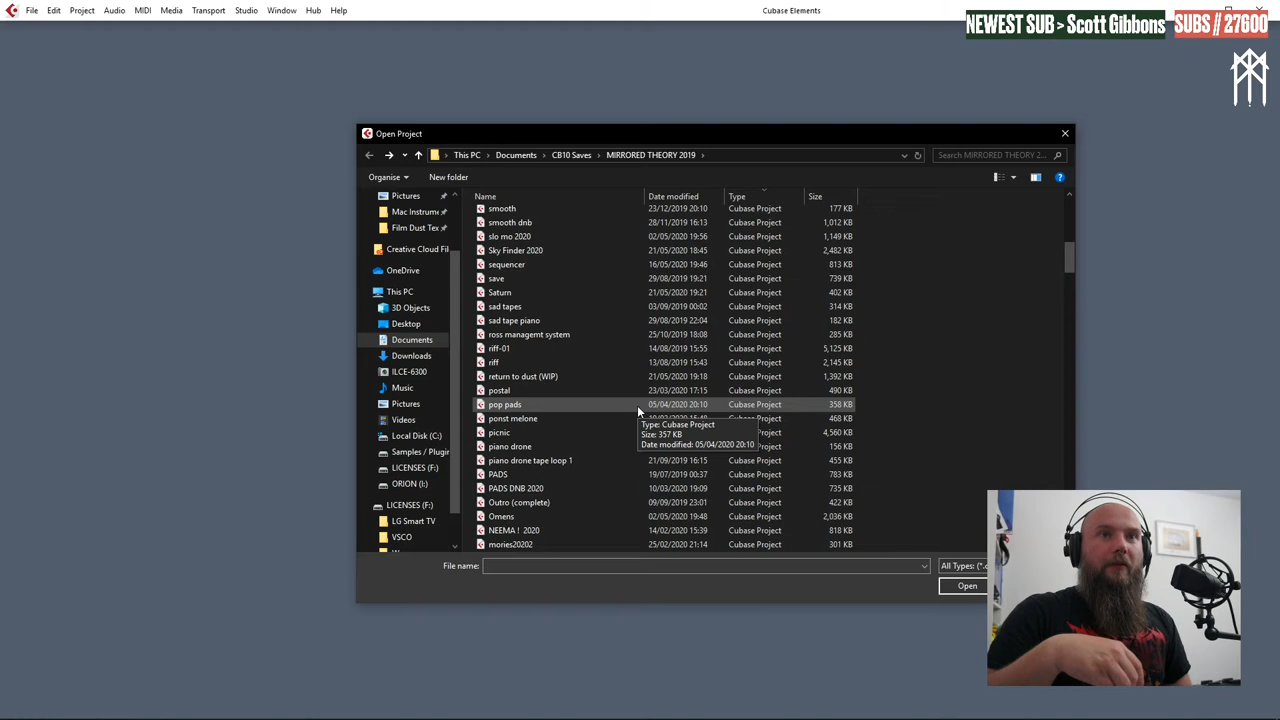 File Edit Project Audio MIDI Media Transport Studio Window Hub Help Cubase Elements
NEWEST SUB > Scott Gibbons SUBS // 27600
Open Project
This PC > Documents > CB10 Saves > MIRRORED THEORY 2019 >
Search MIRRORED THEORY 2...
Organise New folder
Pictures
Mac Instrum
Film Dust Tex
Creative Cloud Fil
OneDrive
This PC
3D Objects
Desktop
Documents
Downloads
ILCE-6300
Music
Pictures
Videos
Local Disk (C:)
Samples / Plugin
LICENSES (F:)
ORION (I:)
LICENSES (F:)
LG Smart TV
VSCO
Name Date modified Type Size
smooth 23/12/2019 20:10 Cubase Project 177 KB
smooth dnb 28/11/2019 16:13 Cubase Project 1,012 KB
slo mo 2020 02/05/2020 19:56 Cubase Project 1,149 KB
Sky Finder 2020 21/05/2020 18:45 Cubase Project 2,482 KB
sequencer 16/05/2020 19:46 Cubase Project 813 KB
save 29/08/2019 19:21 Cubase Project 739 KB
Saturn 21/05/2020 19:21 Cubase Project 402 KB
sad tapes 03/09/2019 00:02 Cubase Project 314 KB
sad tape piano 29/08/2019 22:04 Cubase Project 182 KB
ross managemt system 25/10/2019 18:08 Cubase Project 285 KB
riff-01 14/08/2019 15:55 Cubase Project 5,125 KB
riff 13/08/2019 15:43 Cubase Project 2,145 KB
return to dust (WIP) 21/05/2020 19:18 Cubase Project 1,392 KB
postal 23/03/2020 17:15 Cubase Project 490 KB
pop pads 05/04/2020 20:10 Cubase Project 358 KB
ponst melone Cubase Project 468 KB
picnic 4,560 KB
piano drone 156 KB
piano drone tape loop 1 21/09/2019 16:15 Cubase Project 455 KB
PADS 19/07/2019 00:37 Cubase Project 783 KB
PADS DNB 2020 10/03/2020 19:09 Cubase Project 735 KB
Outro (complete) 09/09/2019 23:01 Cubase Project 422 KB
Omens 02/05/2020 19:48 Cubase Project 2,036 KB
NEEMA ! 2020 14/02/2020 15:39 Cubase Project 818 KB
mories20202 25/02/2020 21:14 Cubase Project 301 KB
Type: Cubase Project
Size: 357 KB
Date modified: 05/04/2020 20:10
File name: All Types: (*.c
Open